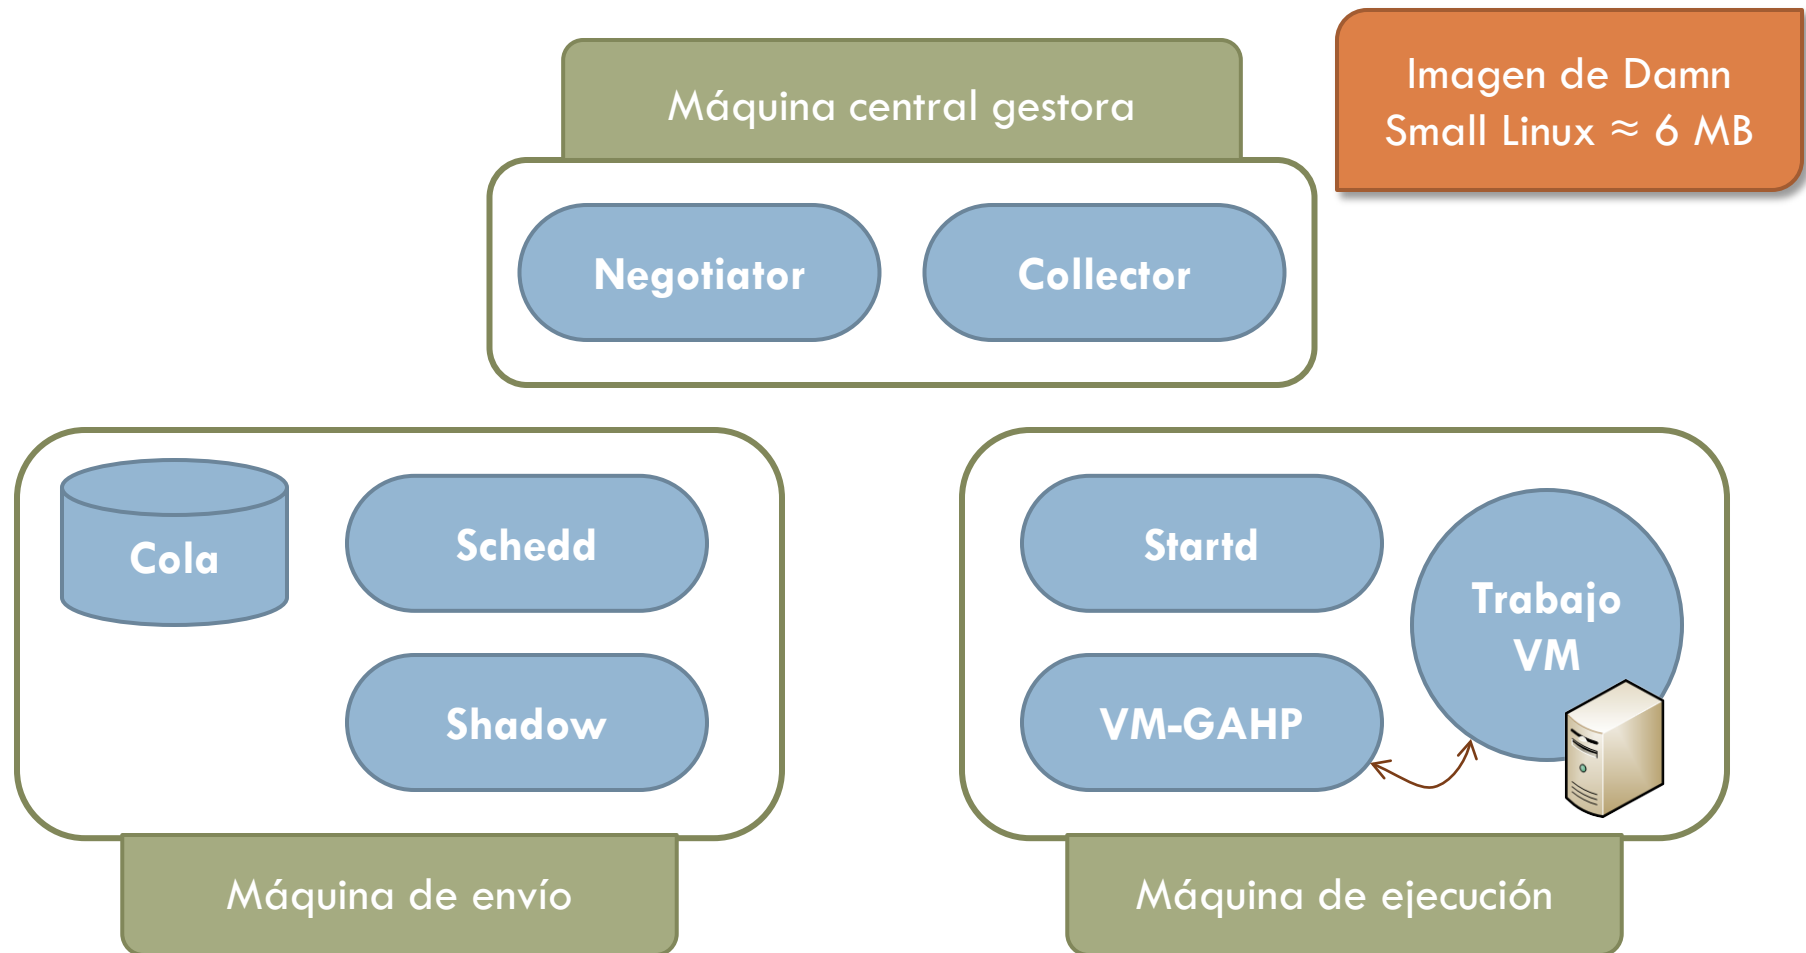 Máquina central gestora
Imagen de Damn
Small Linux ≈ 6 MB
Negotiator
Collector
Cola
Schedd
Shadow
Máquina de envío
Startd
VM-GAHP
Trabajo
VM
Máquina de ejecución